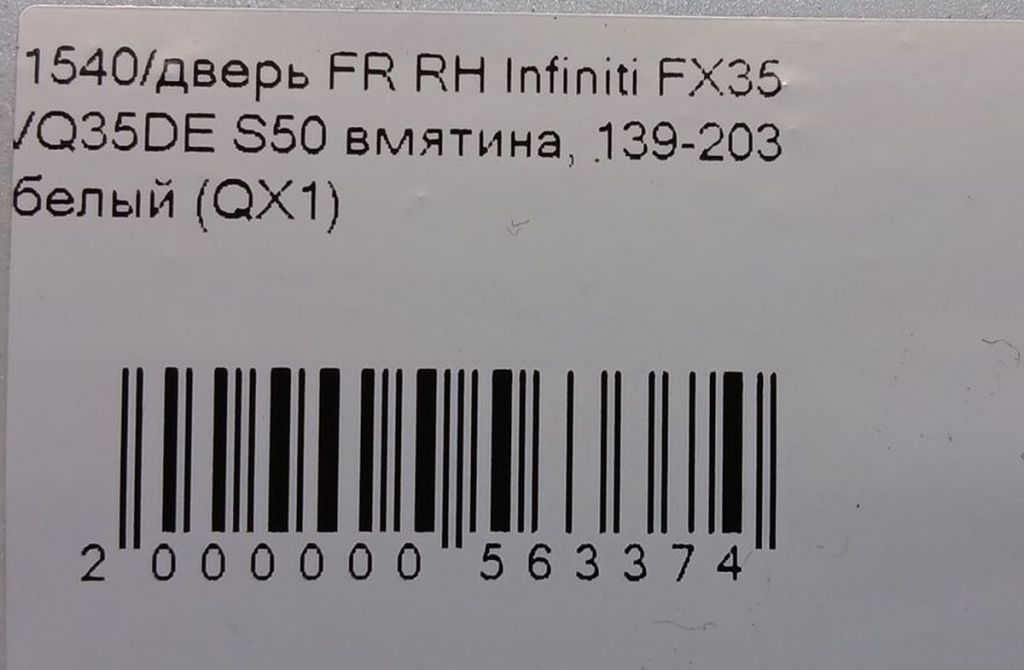 1540/дверь FR RH Infiniti FX35
/Q35DE S50 вмятина, .139-203
белый (QX1)
2 000000 563374